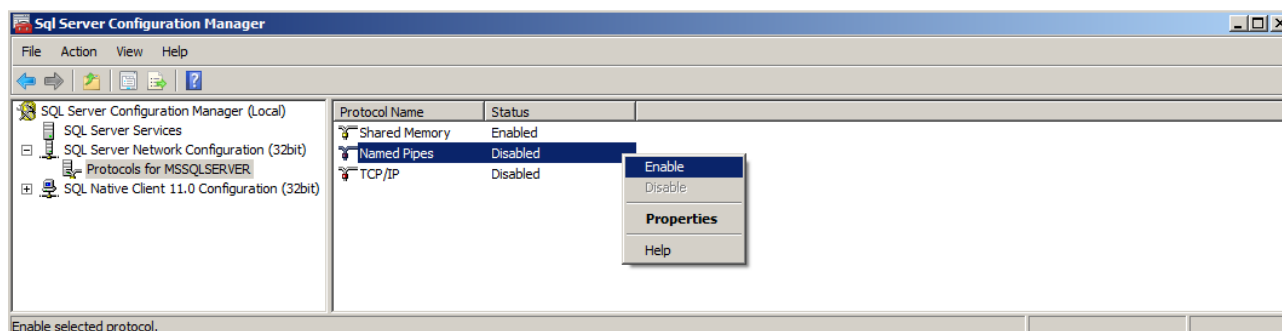 Sql Server Configuration Manager
File Action View Help
SQL Server Configuration Manager (Local)
SQL Server Services
SQL Server Network Configuration (32bit)
Protocols for MSSQLSERVER
SQL Native Client 11.0 Configuration (32bit)
Protocol Name Status
Shared Memory Enabled
Named Pipes Disabled
TCP/IP Disabled
Enable
Disable
Properties
Help
Enable selected protocol.